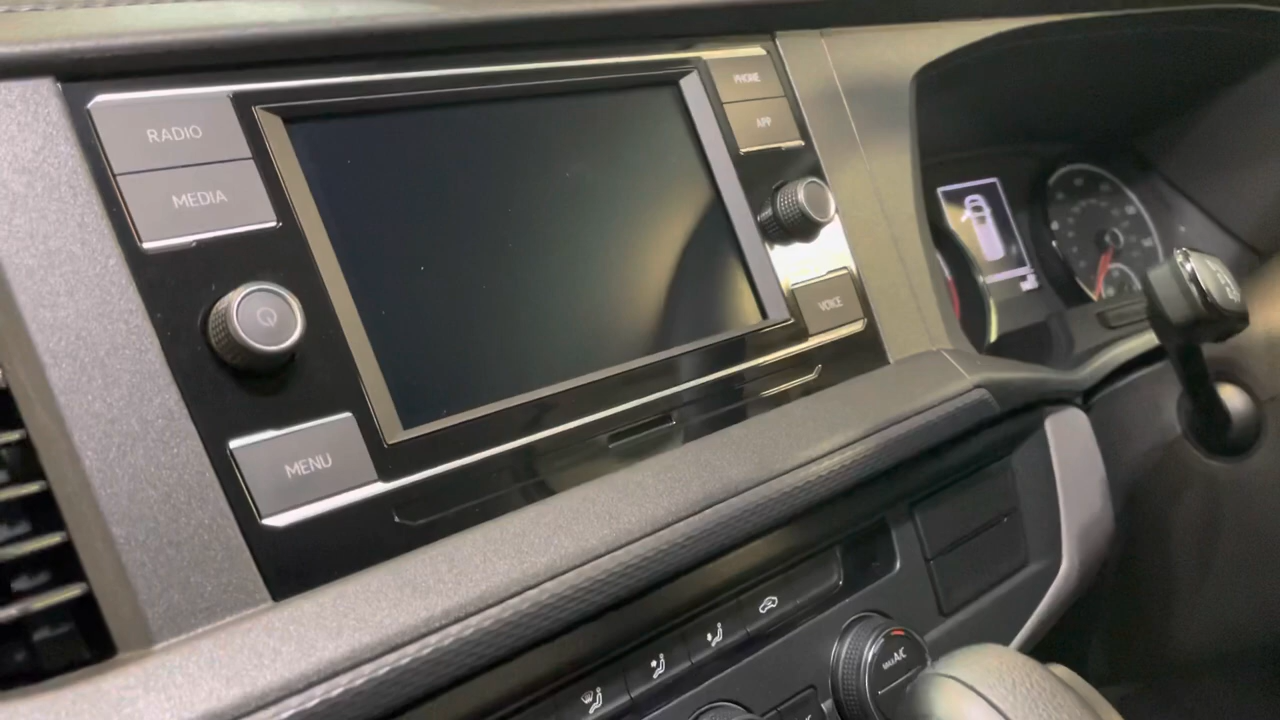 RADIO
MEDIA
MENU
PHONE
APP
VOICE
MAX A/C